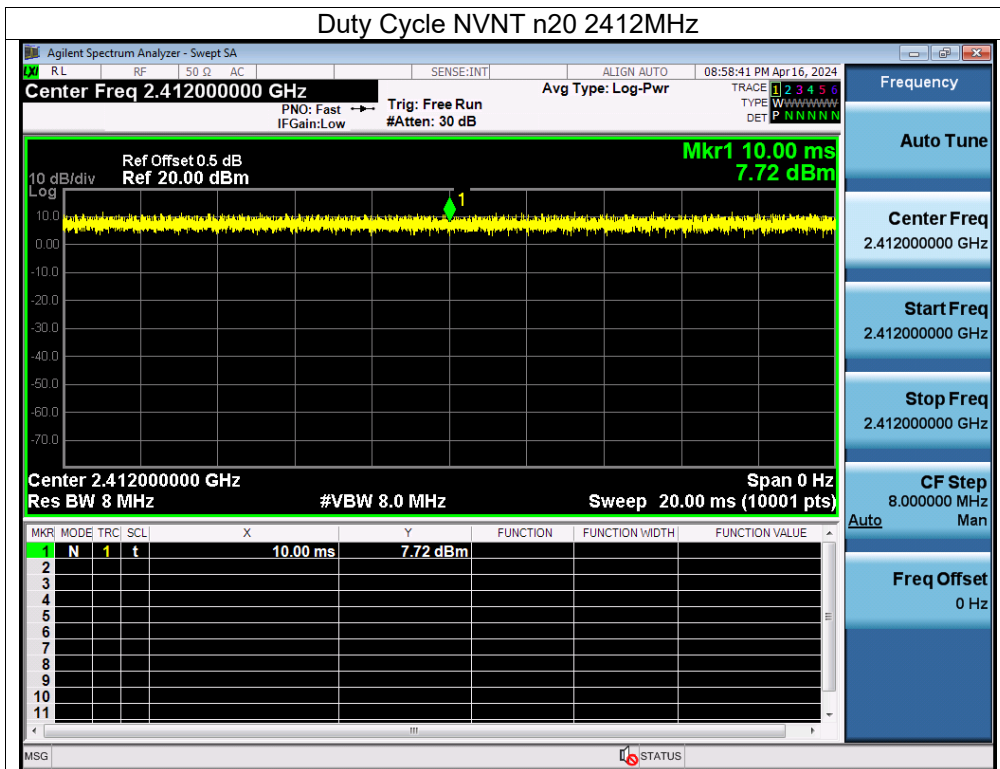 Duty Cycle NVNT n20 2412MHz
Agilent Spectrum Analyzer - Swept SA
LXI RL RF 50 Ω AC SENSE:INT ALIGN AUTO 08:58:41 PM Apr 16, 2024
Center Freq 2.412000000 GHz Avg Type: Log-Pwr TRACE 1 2 3 4 5 6
PNO: Fast Trig: Free Run TYPE WWWWWW
IFGain:Low #Atten: 30 dB DET P N N N N N
Mkr1 10.00 ms
7.72 dBm
Ref Offset 0.5 dB
10 dB/div Ref 20.00 dBm
Log
1
10.0
0.00
-10.0
-20.0
-30.0
-40.0
-50.0
-60.0
-70.0
Center 2.412000000 GHz Span 0 Hz
Res BW 8 MHz #VBW 8.0 MHz Sweep 20.00 ms (10001 pts)
MKR MODE TRC SCL X Y FUNCTION FUNCTION WIDTH FUNCTION VALUE
1 N 1 t 10.00 ms 7.72 dBm
2
3
4
5
6
7
8
9
10
11
MSG STATUS
Frequency
Auto Tune
Center Freq
2.412000000 GHz
Start Freq
2.412000000 GHz
Stop Freq
2.412000000 GHz
CF Step
8.000000 MHz
Auto Man
Freq Offset
0 Hz